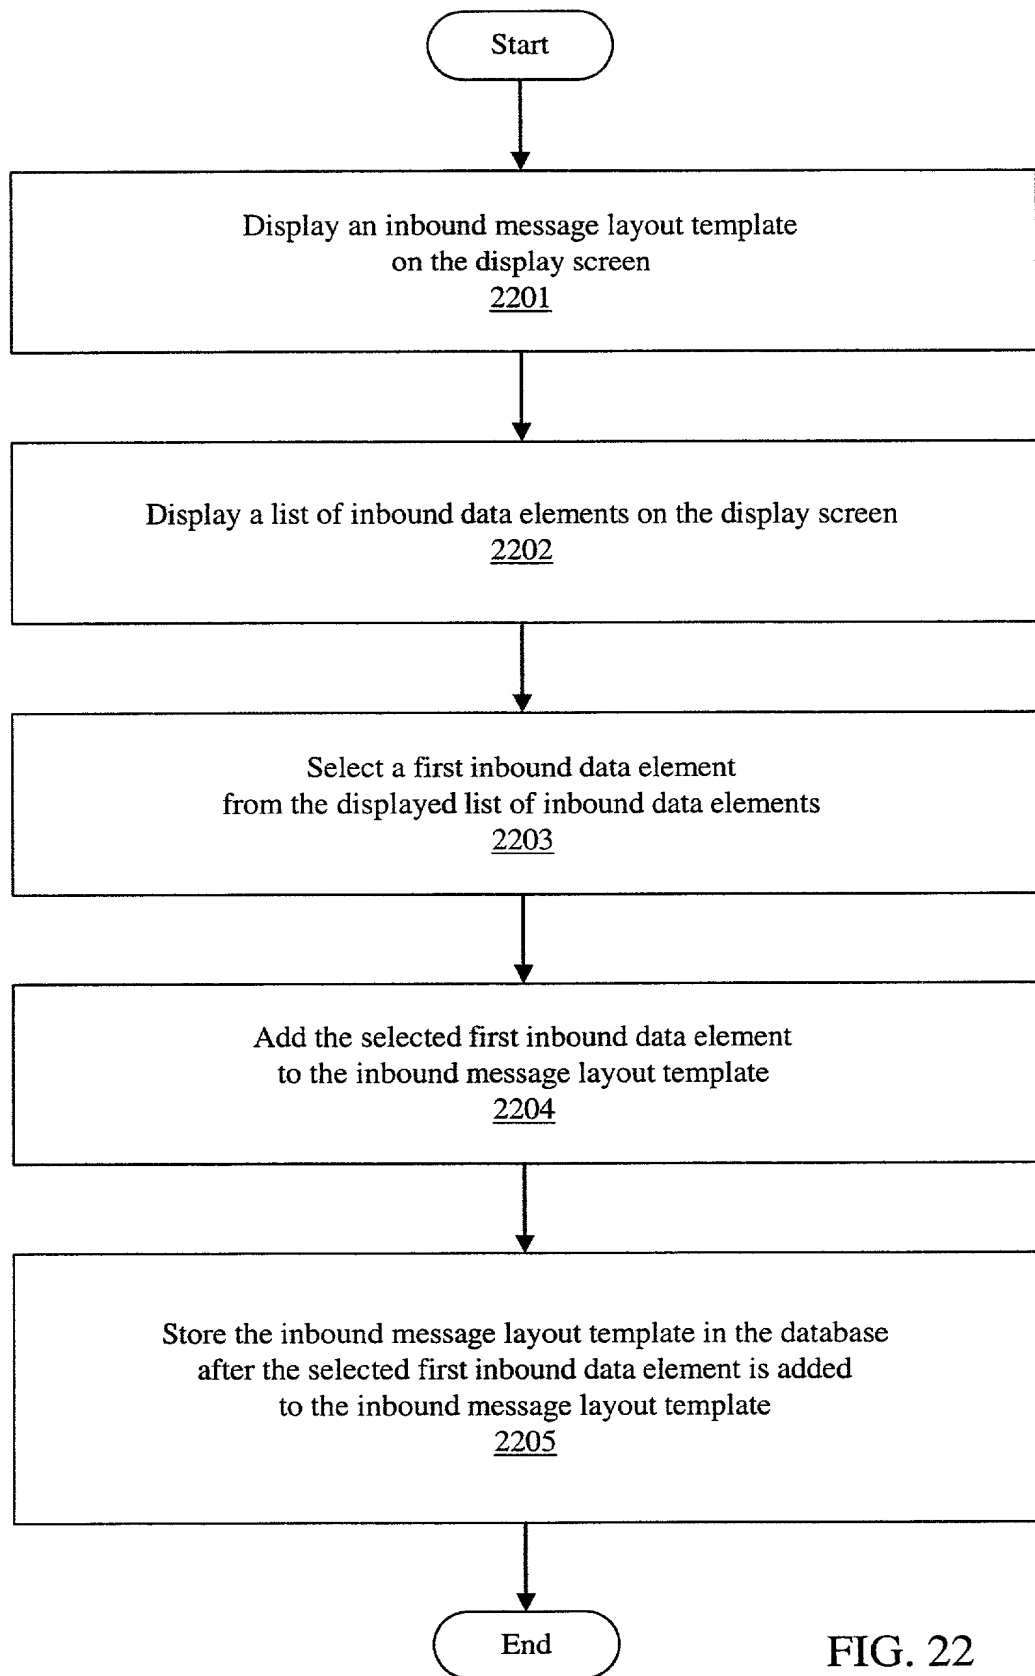 Start
Display an inbound message layout template
on the display screen
2201
Display a list of inbound data elements on the display screen
2202
Select a first inbound data element
from the displayed list of inbound data elements
2203
Add the selected first inbound data element
to the inbound message layout template
2204
Store the inbound message layout template in the database
after the selected first inbound data element is added
to the inbound message layout template
2205
End
FIG. 22